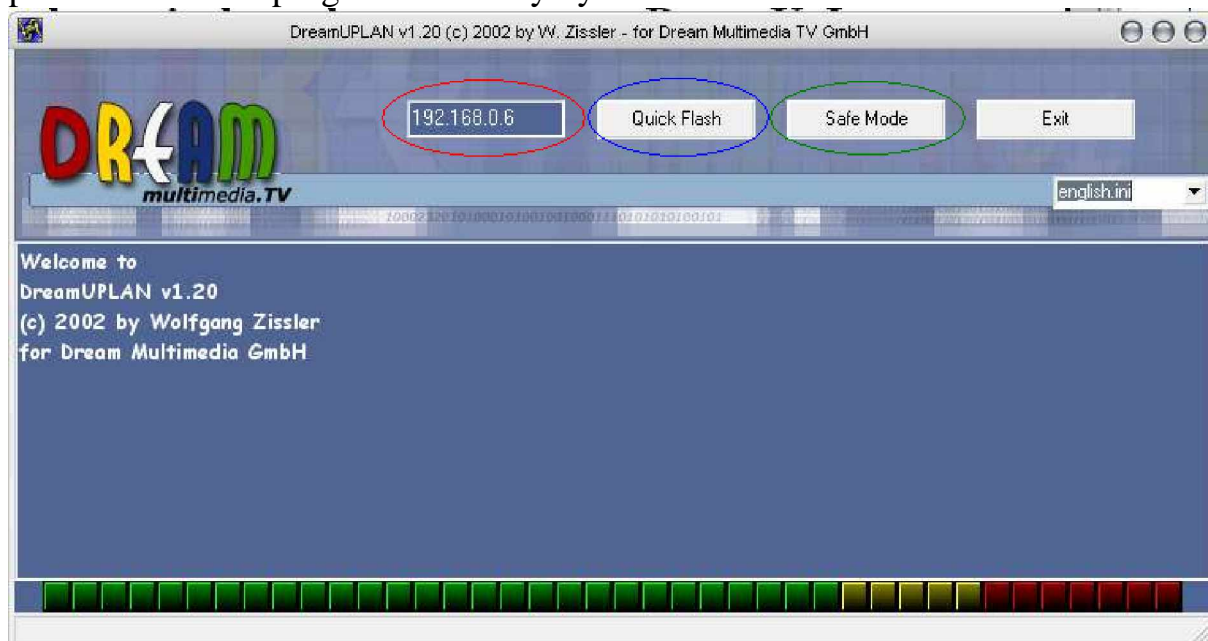 DreamUPLAN v1.20 (c) 2002 by W. Zissler - for Dream Multimedia TV GmbH
DREAM
multimedia.TV
192.168.0.6
Quick Flash
Safe Mode
Exit
english.ini
Welcome to
DreamUPLAN v1.20
(c) 2002 by Wolfgang Zissler
for Dream Multimedia GmbH